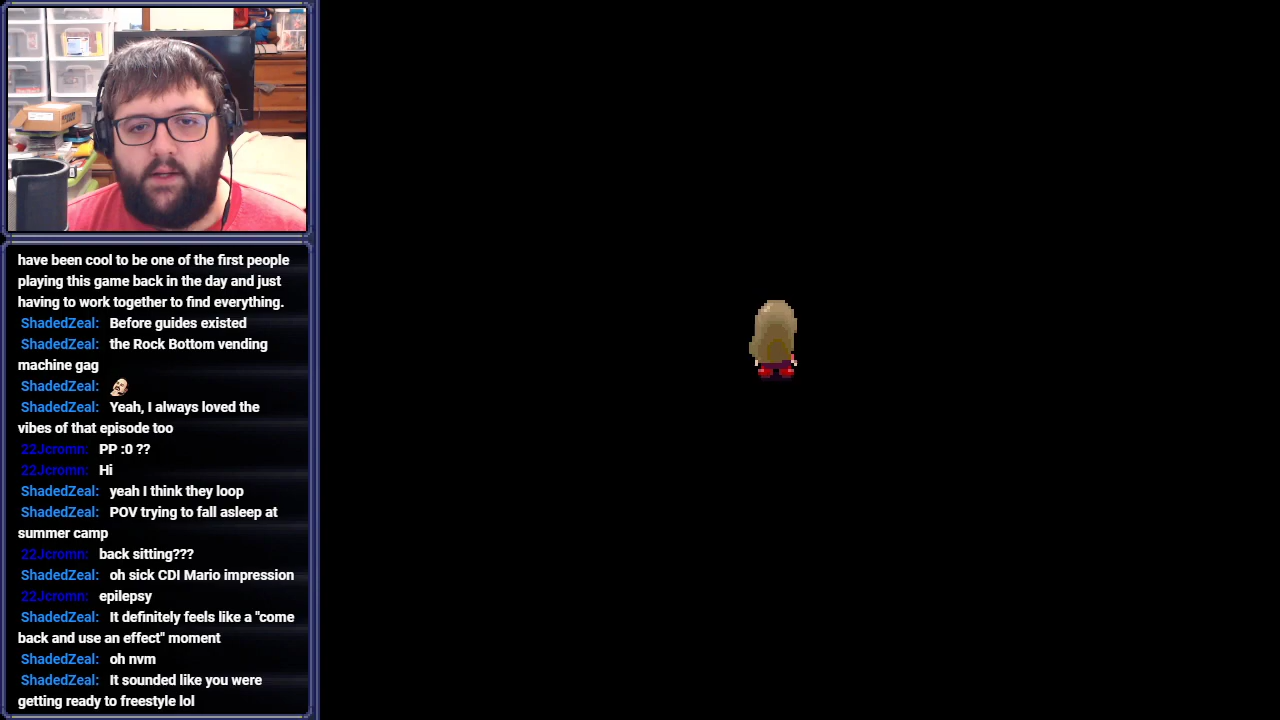 have been cool to be one of the first people
playing this game back in the day and just
having to work together to find everything.
ShadedZeal: Before guides existed
ShadedZeal: the Rock Bottom vending
machine gag
ShadedZeal:
ShadedZeal: Yeah, I always loved the
vibes of that episode too
22Jcromn: PP :0 ??
22Jcromn: Hi
ShadedZeal: yeah I think they loop
ShadedZeal: POV trying to fall asleep at
summer camp
22Jcromn: back sitting???
ShadedZeal: oh sick CDI Mario impression
22Jcromn: epilepsy
ShadedZeal: It definitely feels like a "come
back and use an effect" moment
ShadedZeal: oh nvm
ShadedZeal: It sounded like you were
getting ready to freestyle lol